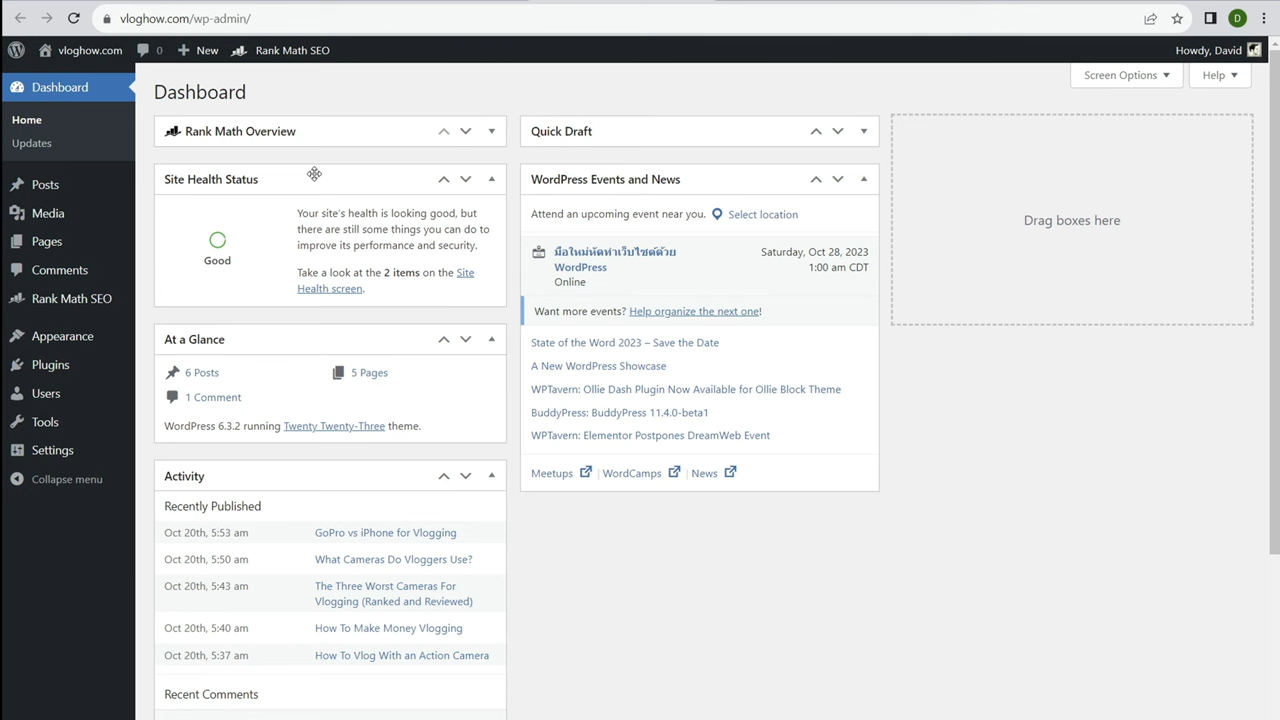 vloghow.com/wp-admin/
D
vloghow.com 0 New Rank Math SEO
Howdy, David
Dashboard
Home
Updates
Posts
Media
Pages
Comments
Rank Math SEO
Appearance
Plugins
Users
Tools
Settings
Collapse menu
Screen Options
Help
Dashboard
Rank Math Overview
Site Health Status
Good
Your site's health is looking good, but
there are still some things you can do to
improve its performance and security.
Take a look at the 2 items on the Site
Health screen.
At a Glance
6 Posts
5 Pages
1 Comment
WordPress 6.3.2 running Twenty Twenty-Three theme.
Activity
Recently Published
Oct 20th, 5:53 am GoPro vs iPhone for Vlogging
Oct 20th, 5:50 am What Cameras Do Vloggers Use?
Oct 20th, 5:43 am The Three Worst Cameras For
Vlogging (Ranked and Reviewed)
Oct 20th, 5:40 am How To Make Money Vlogging
Oct 20th, 5:37 am How To Vlog With an Action Camera
Recent Comments
Quick Draft
WordPress Events and News
Attend an upcoming event near you. Select location
มือใหม่หัดทำเว็บไซต์ด้วย
WordPress
Online
Saturday, Oct 28, 2023
1:00 am CDT
Want more events? Help organize the next one!
State of the Word 2023 – Save the Date
A New WordPress Showcase
WPTavern: Ollie Dash Plugin Now Available for Ollie Block Theme
BuddyPress: BuddyPress 11.4.0-beta1
WPTavern: Elementor Postpones DreamWeb Event
Meetups | WordCamps | News
Drag boxes here